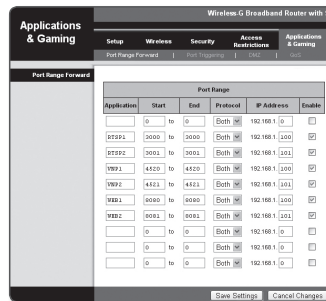 Wireless-G Broadband Router with
Applications
& Gaming
Setup Wireless Security Access Restrictions Applications & Gaming
Port Range Forward | Port Triggering | DMZ | QoS
Port Range Forward
Port Range
Application Start End Protocol IP Address Enable
0 to 0 Both 192.168.1. 0
RTSP1 3000 to 3000 Both 192.168.1. 100
RTSP2 3001 to 3001 Both 192.168.1. 101
VNP1 4520 to 4520 Both 192.168.1. 100
VNP2 4521 to 4521 Both 192.168.1. 101
WEB1 8080 to 8080 Both 192.168.1. 100
WEB2 8081 to 8081 Both 192.168.1. 101
0 to 0 Both 192.168.1. 0
0 to 0 Both 192.168.1. 0
0 to 0 Both 192.168.1. 0
Save Settings Cancel Changes